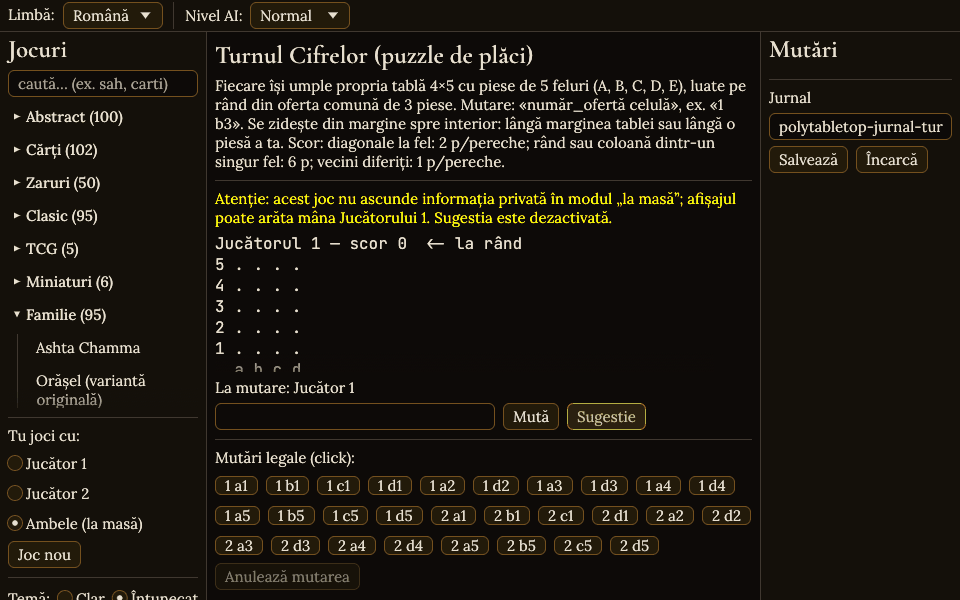 Limbă: Română ▼ Nivel AI: Normal ▼
Jocuri
caută... (ex. sah, carti)
▸ Abstract (100)
▸ Cărți (102)
▸ Zaruri (50)
▸ Clasic (95)
▸ TCG (5)
▸ Miniaturi (6)
▾ Familie (95)
Ashta Chamma
Orășel (variantă
originală)
Tu joci cu:
Jucător 1
Jucător 2
Ambele (la masă)
Joc nou
Temă: Clar Întunecat
Turnul Cifrelor (puzzle de plăci)
Fiecare își umple propria tablă 4×5 cu piese de 5 feluri (A, B, C, D, E), luate pe
rând din oferta comună de 3 piese. Mutare: «număr_ofertă celulă», ex. «1
b3». Se zidește din margine spre interior: lângă marginea tablei sau lângă o
piesă a ta. Scor: diagonale la fel: 2 p/pereche; rând sau coloană dintr-un
singur fel: 6 p; vecini diferiți: 1 p/pereche.
Atenție: acest joc nu ascunde informația privată în modul „la masă”; afișajul
poate arăta mâna Jucătorului 1. Sugestia este dezactivată.
Jucătorul 1 — scor 0 ← la rând
5 . . . .
4 . . . .
3 . . . .
2 . . . .
1 . . . .
a b c d
La mutare: Jucător 1
Mută Sugestie
Mutări legale (click):
1 a1 1 b1 1 c1 1 d1 1 a2 1 d2 1 a3 1 d3 1 a4 1 d4
1 a5 1 b5 1 c5 1 d5 2 a1 2 b1 2 c1 2 d1 2 a2 2 d2
2 a3 2 d3 2 a4 2 d4 2 a5 2 b5 2 c5 2 d5
Anulează mutarea
Mutări
Jurnal
polytabletop-jurnal-tur
Salvează Încarcă